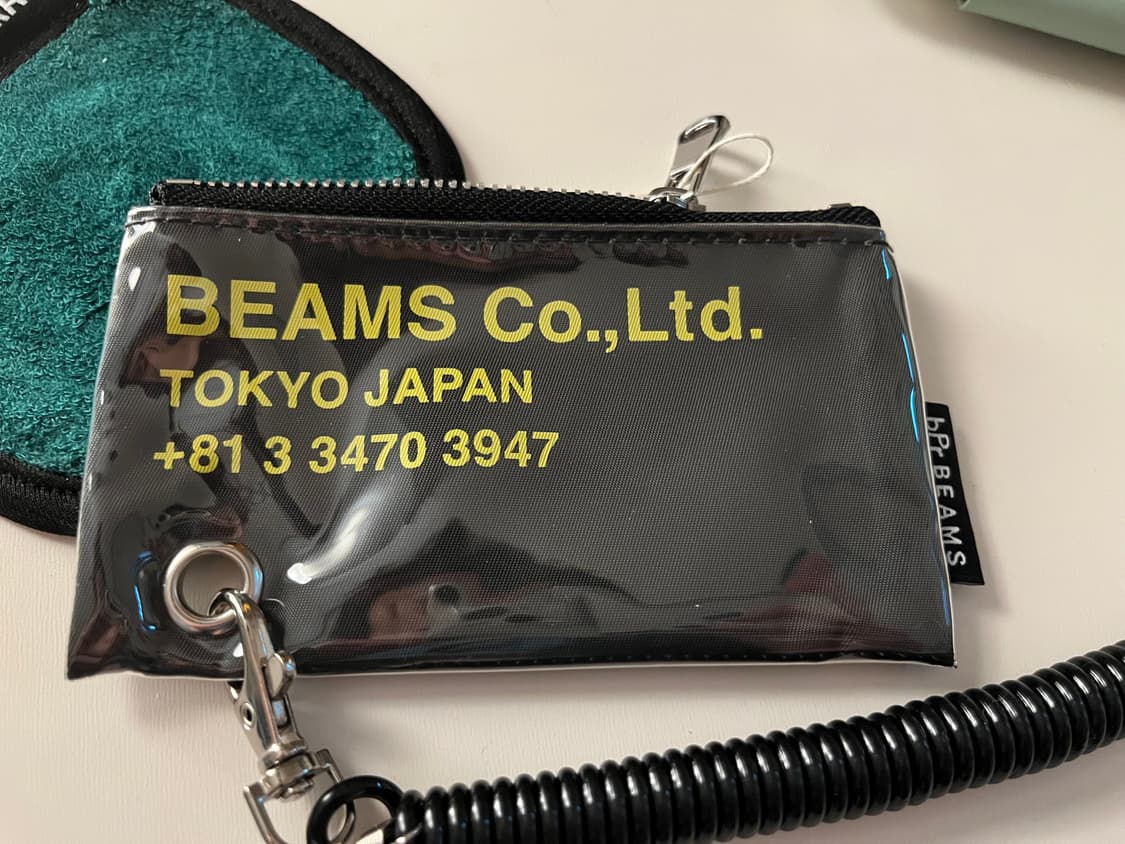 BEAMS Co.,Ltd.
TOKYO JAPAN
+81 3 3470 3947
bPr BEAMS